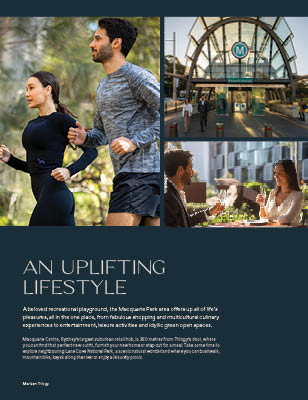 M
AN UPLIFTING
LIFESTYLE
A beloved recreational playground, the Macquarie Park area offers up all of life's
pleasures, all in the one place, from fabulous shopping and multicultural culinary
experiences to entertainment, leisure activities and idyllic green open spaces.
Macquarie Centre, Sydney's largest suburban retail hub, is 350 metres from Trilogy's door, where
you can find that perfect new outfit, furnish your new home or stop out for a meal. Take some time to
explore neighbouring Lane Cove National Park, a scenic natural wonderland where you can bushwalk,
mountain bike, kayak along the river or enjoy a leisurely picnic.
Trilogy